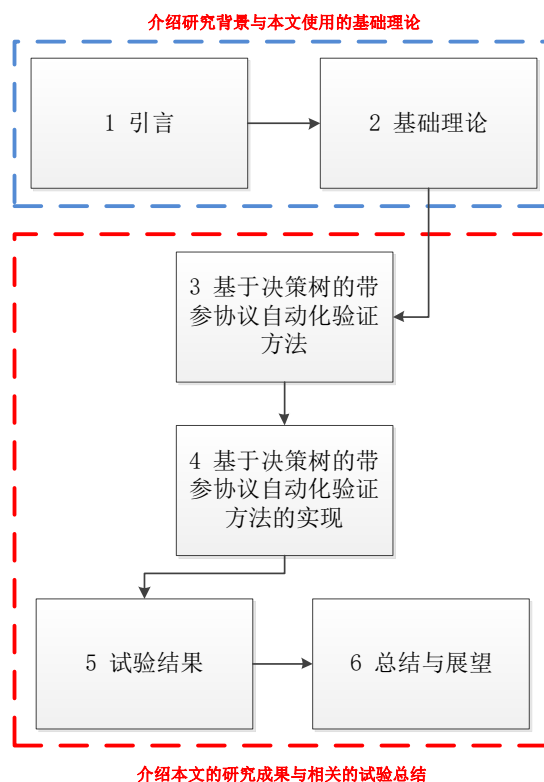 介绍研究背景与本文使用的基础理论
1 引言
2 基础理论
3 基于决策树的带
参协议自动化验证
方法
4 基于决策树的带
参协议自动化验证
方法的实现
5 试验结果
6 总结与展望
介绍本文的研究成果与相关的试验总结